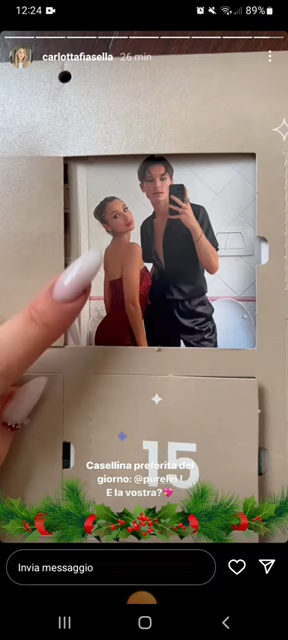 12:24
89%
carlottafiasella 26 min
15
Casellina preferita del
giorno: @purelei !
E la vostra?💖
Invia messaggio